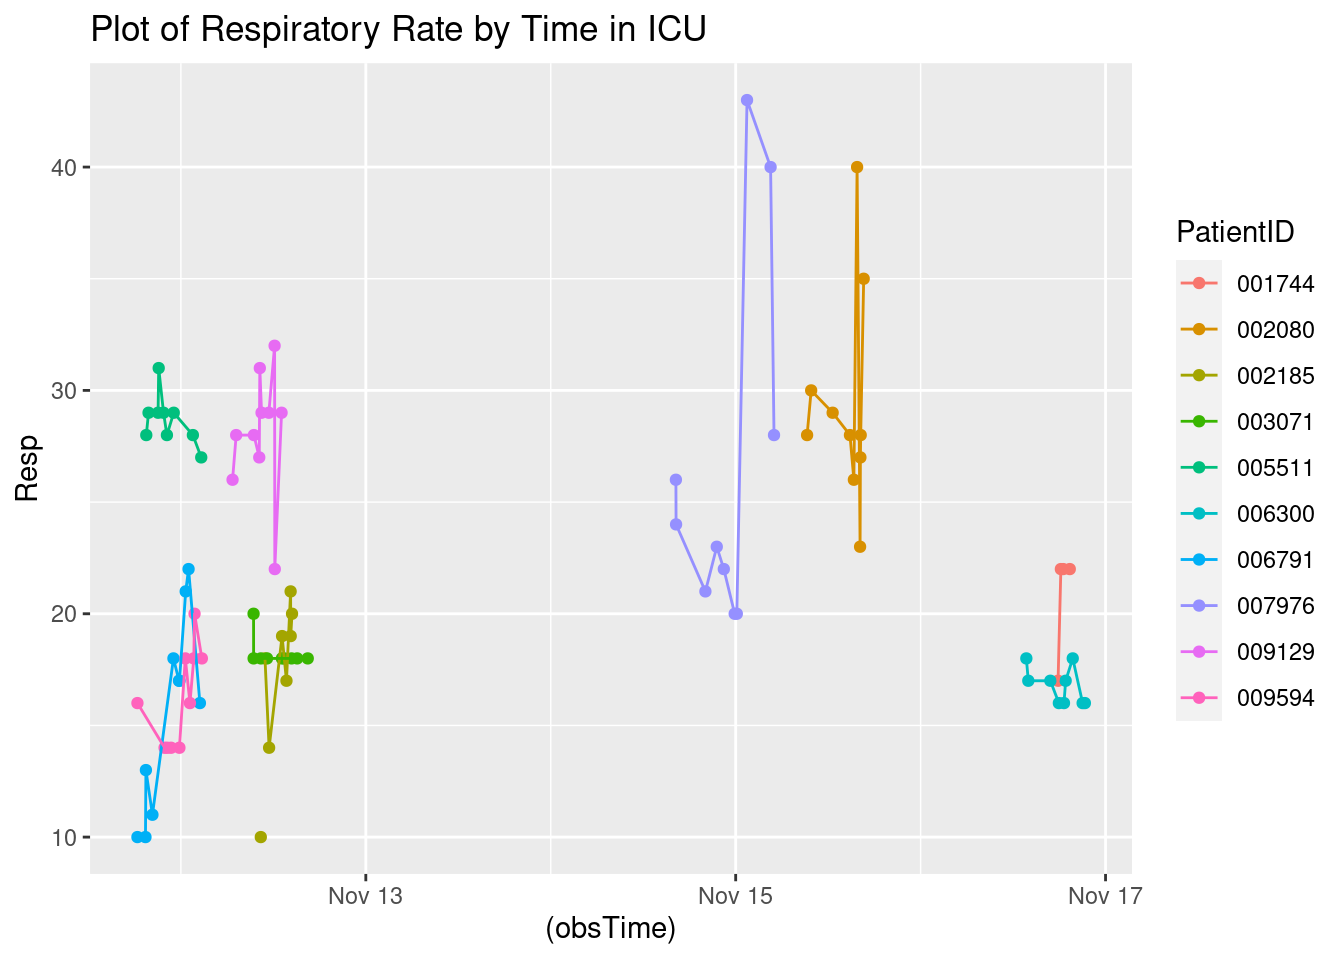 Plot of Respiratory Rate by Time in ICU
40
30
20
10
Resp
Nov 13
Nov 15
Nov 17
(obsTime)
PatientID
001744
002080
002185
003071
005511
006300
006791
007976
009129
009594